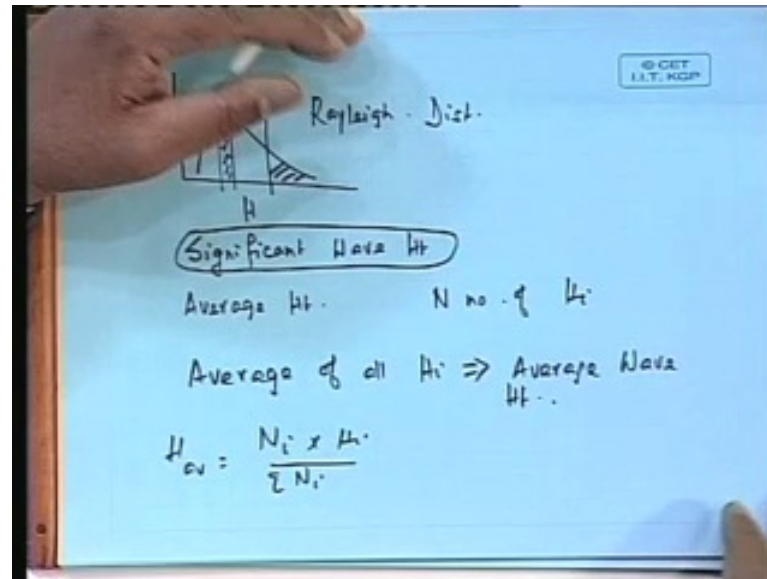 © CET
I.I.T. KGP
Rayleigh. Dist.
H
Significant Wave Ht
Average Ht. N no. of Hi
Average of all Hi => Average Wave
Ht..
Hav = Ni x Hi
Σ Ni